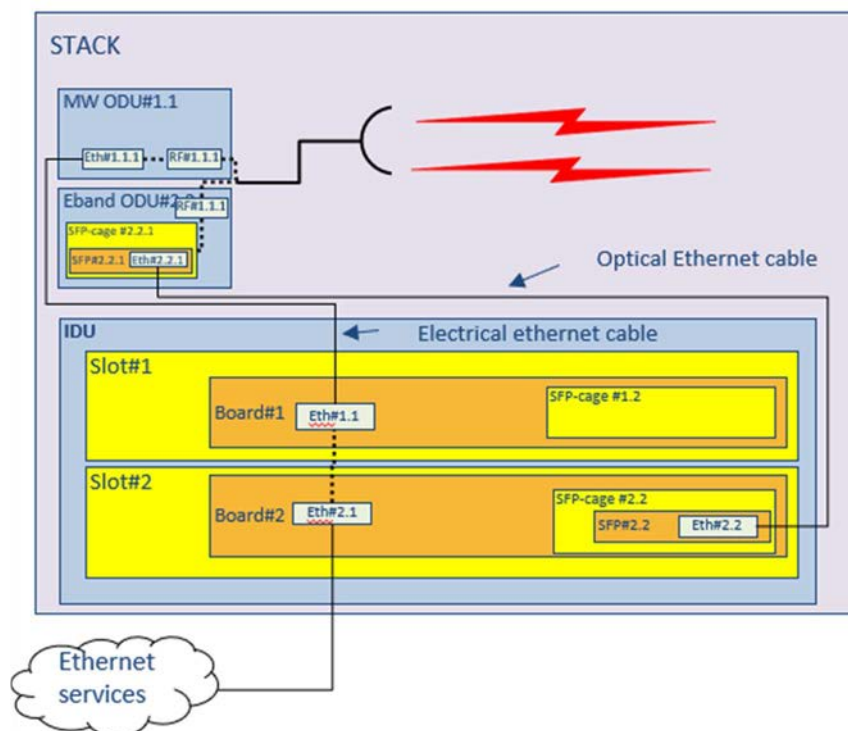 STACK
MW ODU#1.1
Eth#1.1.1
RF#1.1.1
Eband ODU#2.
RF#1.1.1
SFP-cage #2.2.1
SFP#2.2.1
Eth#2.2.1
Optical Ethernet cable
IDU
Electrical ethernet cable
Slot#1
Board#1
Eth#1.1
SFP-cage #1.2
Slot#2
Board#2
Eth#2.1
SFP-cage #2.2
SFP#2.2
Eth#2.2
Ethernet
services